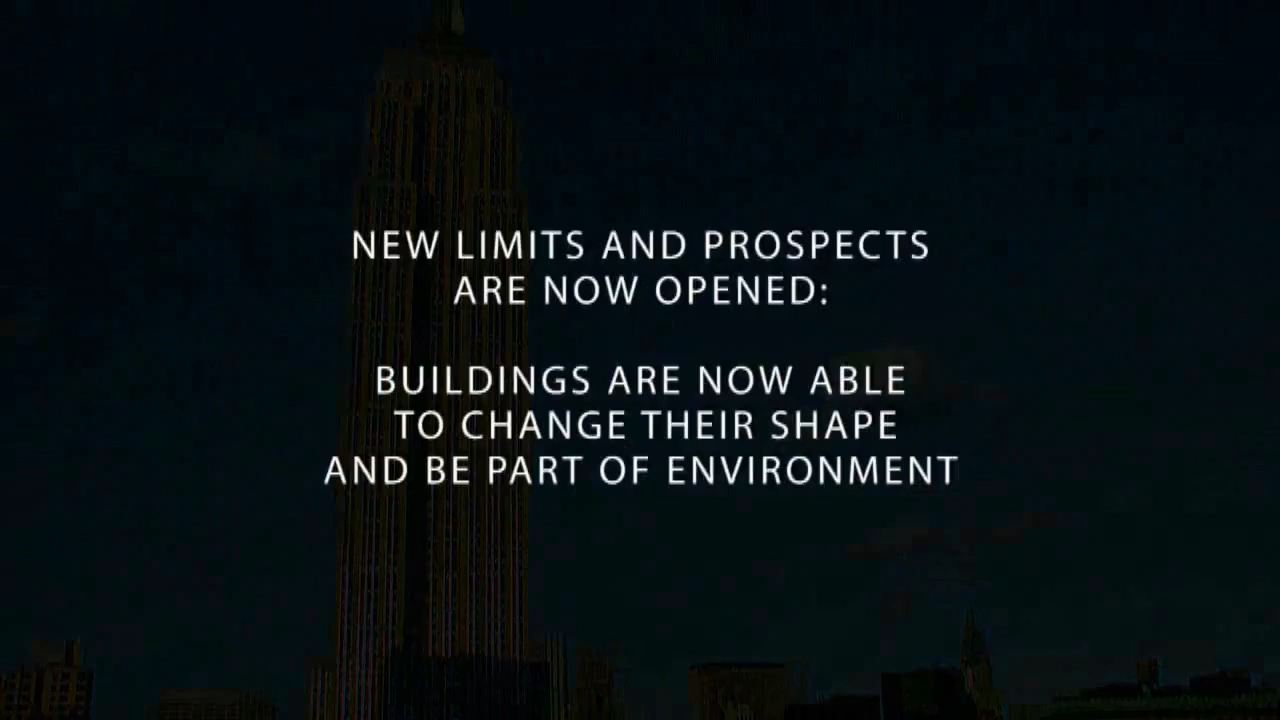 NEW LIMITS AND PROSPECTS
ARE NOW OPENED:
BUILDINGS ARE NOW ABLE
TO CHANGE THEIR SHAPE
AND BE PART OF ENVIRONMENT